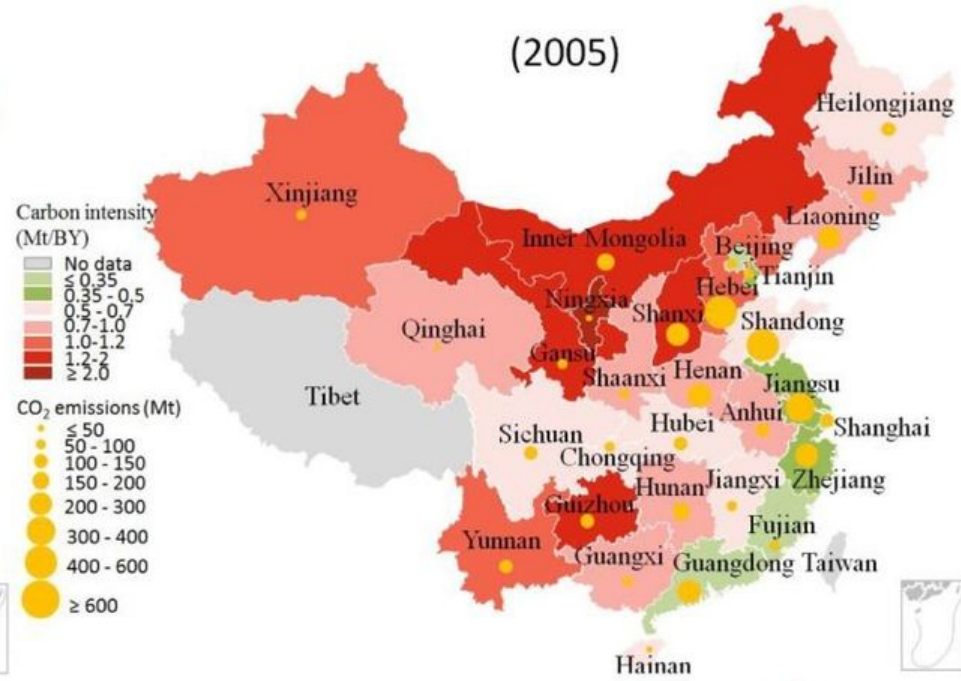 (2005)
Heilongjiang
Jilin
Xinjiang
Liaoning
Carbon intensity
(Mt/BY)
Inner Mongolia
Beijing
No data
≤ 0.35
0.35 - 0.5
0.5 - 0.7
0.7-1.0
1.0-1.2
1.2-2
≥ 2.0
Tianjin
Hebei
Ningxia
Shanxi
Shandong
Qinghai
Gansu
Shaanxi
Henan
Jiangsu
Tibet
CO₂ emissions (Mt)
≤ 50
50 - 100
100 - 150
150 - 200
200 - 300
300 - 400
400 - 600
≥ 600
Anhui
Shanghai
Sichuan
Hubei
Chongqing
Zhejiang
Jiangxi
Hunan
Guizhou
Fujian
Yunnan
Guangxi
Guangdong
Taiwan
Hainan